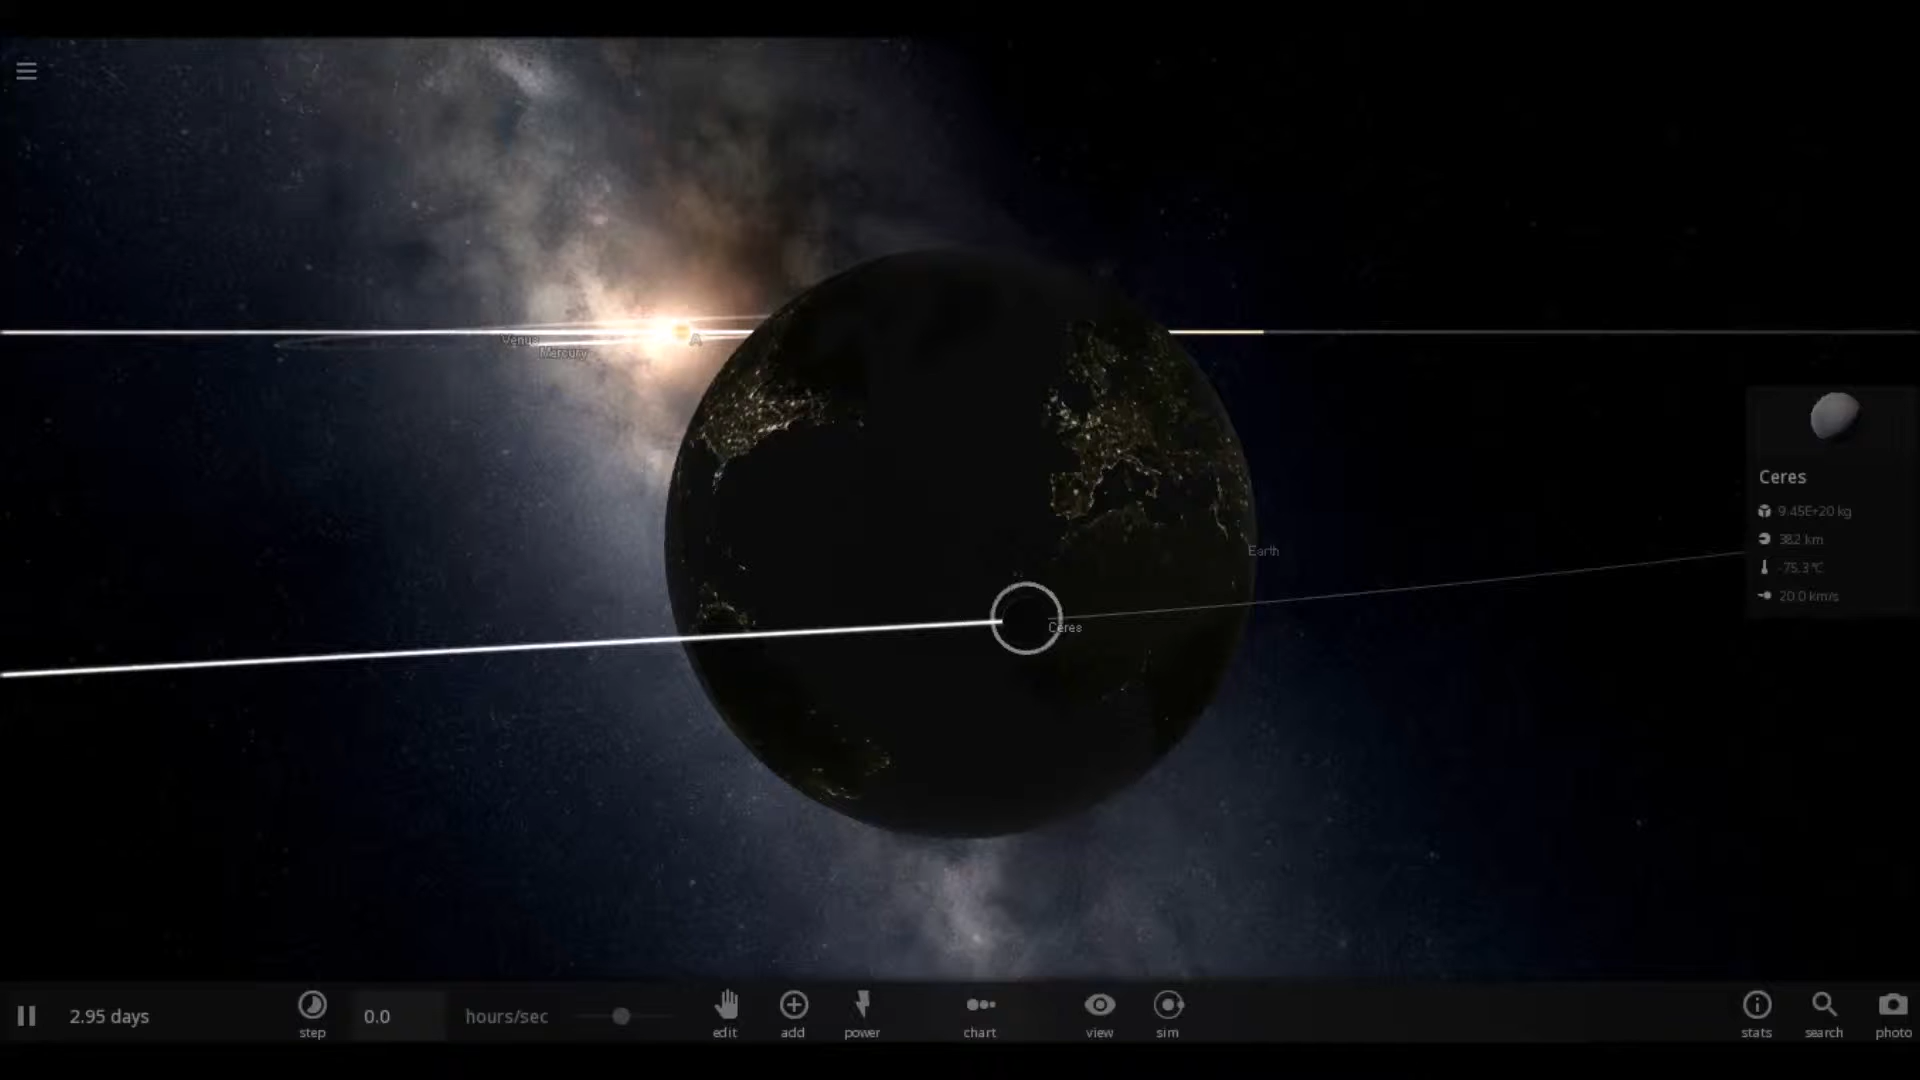 Venus
A
Mercury
Ceres
9.45E+20 kg
382 km
-75.3 °C
20.0 km/s
Earth
Ceres
2.95 days
step
0.0
hours/sec
edit
add
power
chart
view
sim
stats
search
photo